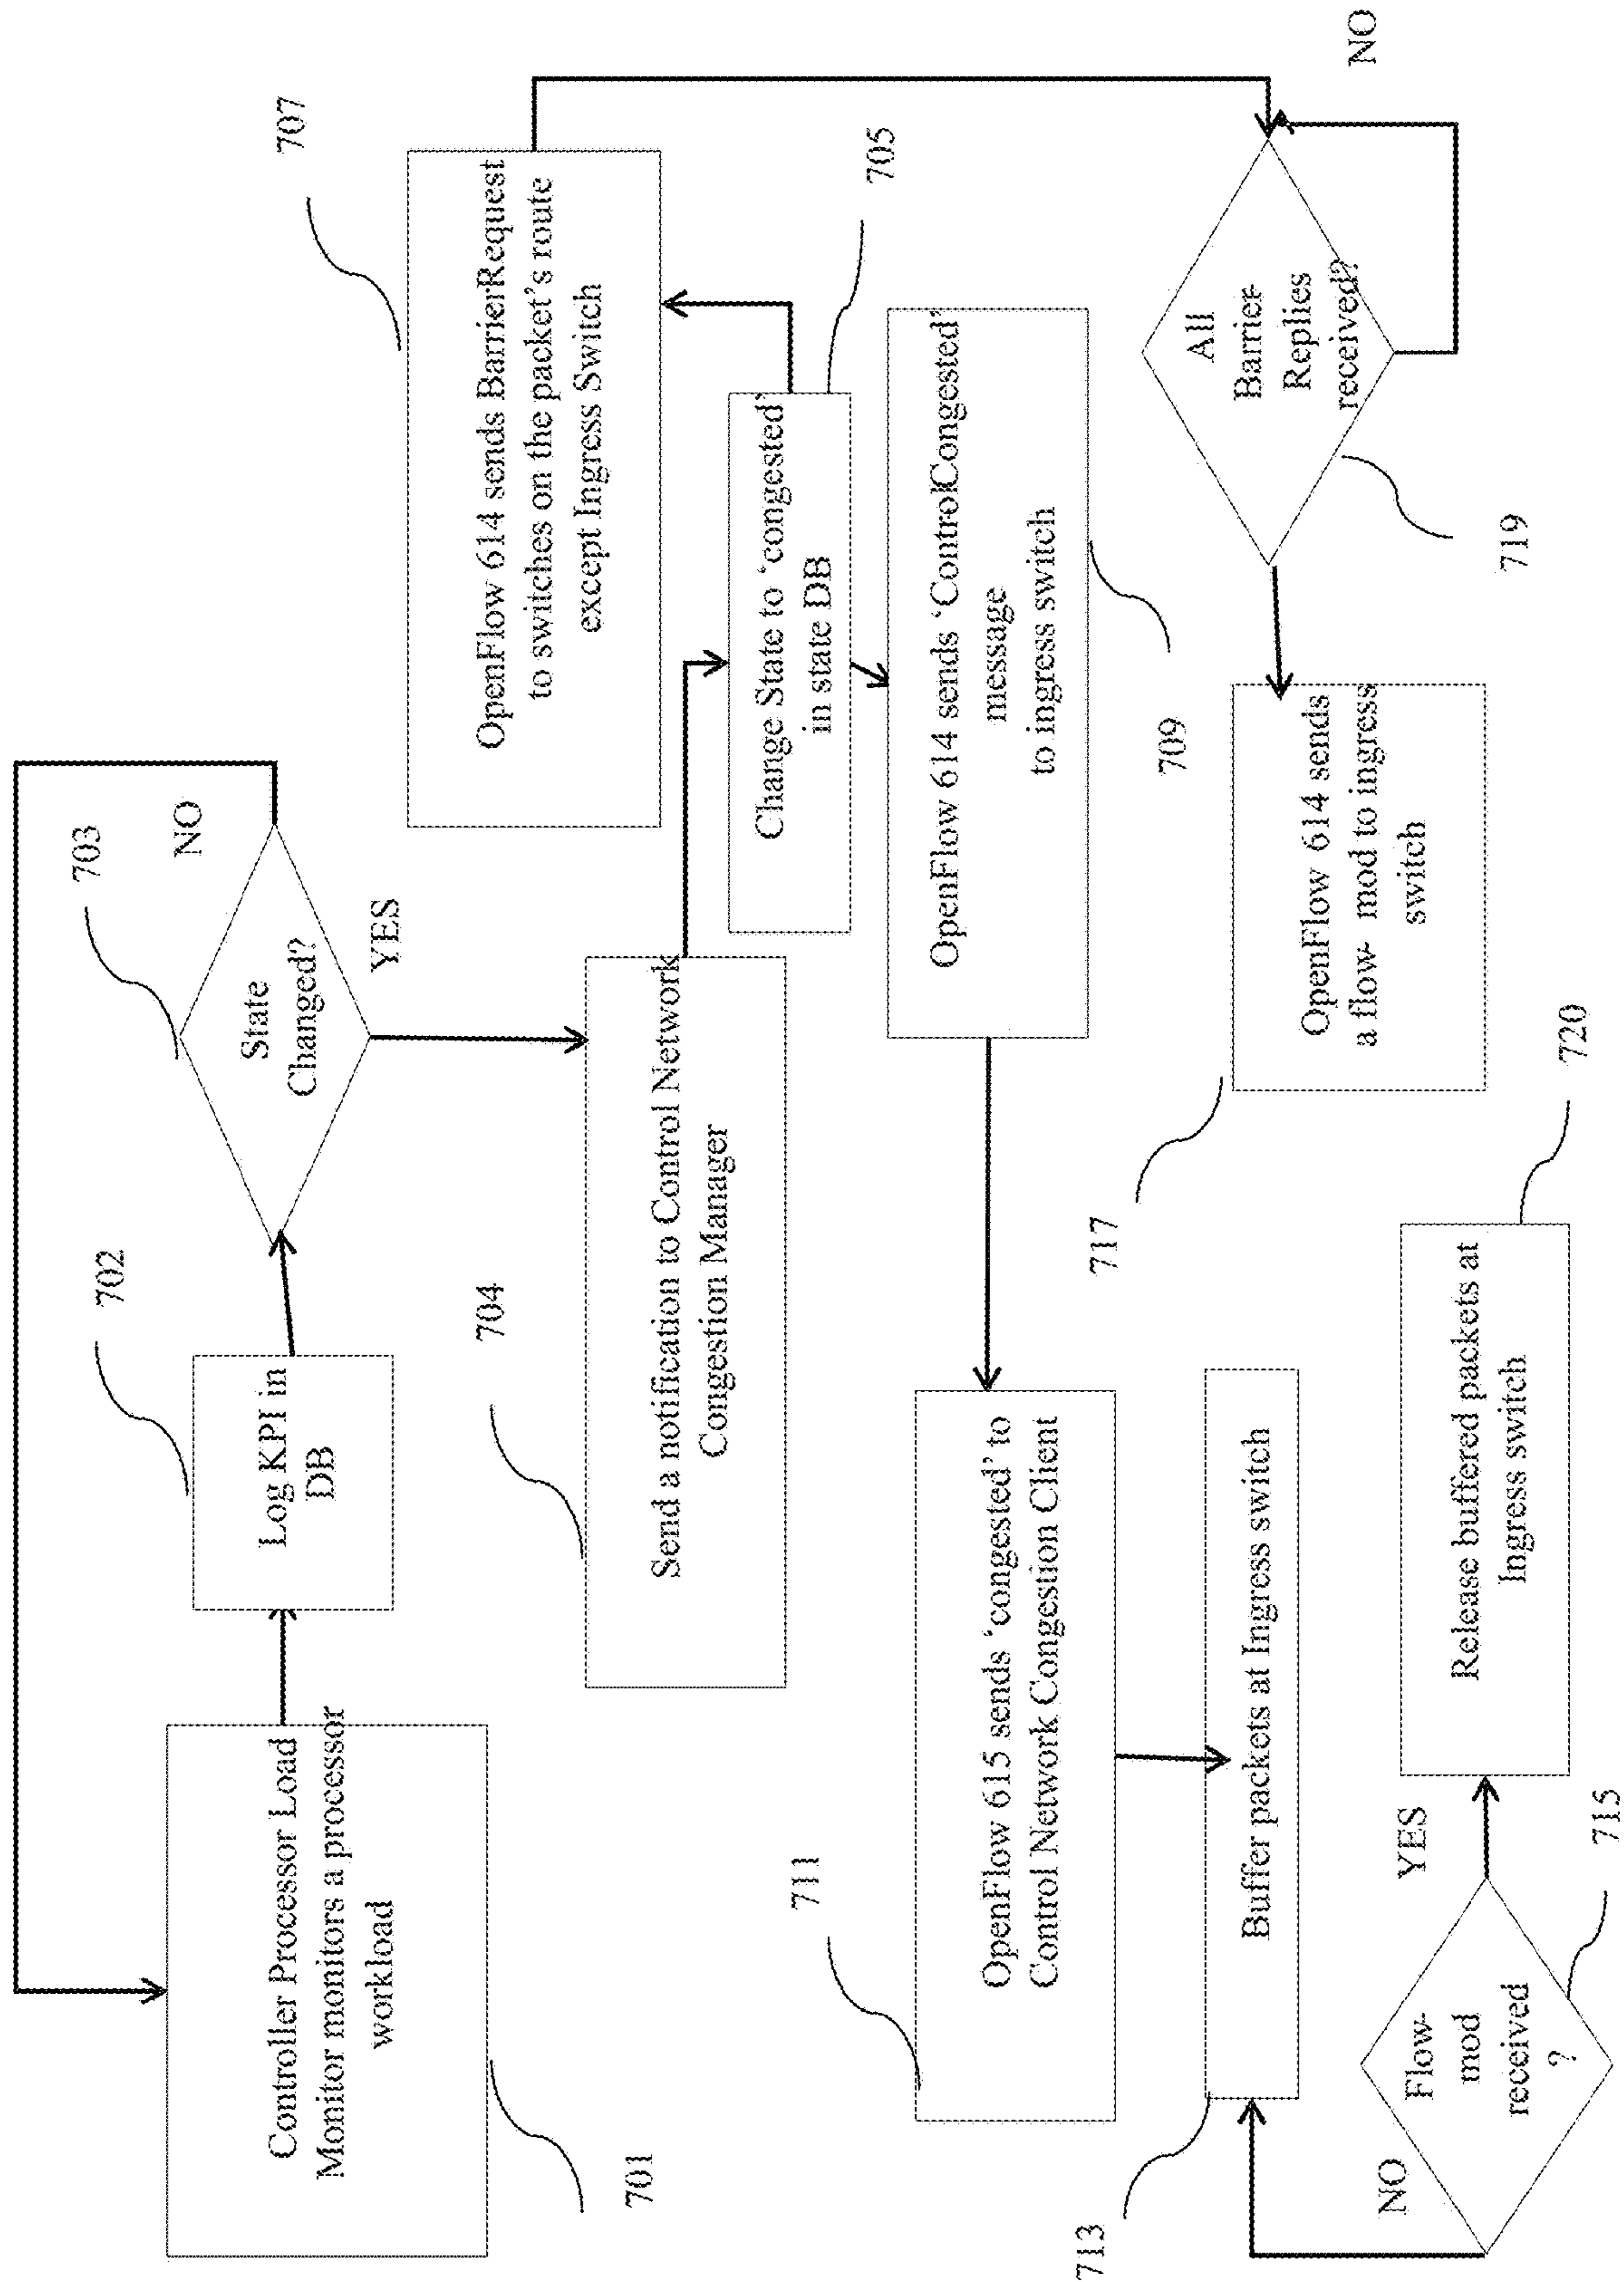 701
Controller Processor Load
Monitor monitors a processor
workload
702
Log KPI in
DB
703
State
Changed?
NO
YES
704
Send a notification to Control Network
Congestion Manager
707
OpenFlow 614 sends BarrierRequest
to switches on the packet's route
except Ingress Switch
705
Change State to 'congested'
in state DB
OpenFlow 614 sends 'ControlCongested'
message
to ingress switch
709
711
OpenFlow 615 sends 'congested' to
Control Network Congestion Client
713
Buffer packets at Ingress switch
NO
Flow-
mod
received
?
715
YES
Release buffered packets at
Ingress switch
720
717
OpenFlow 614 sends
a flow- mod to ingress
switch
719
All
Barrier-
Replies
received?
NO